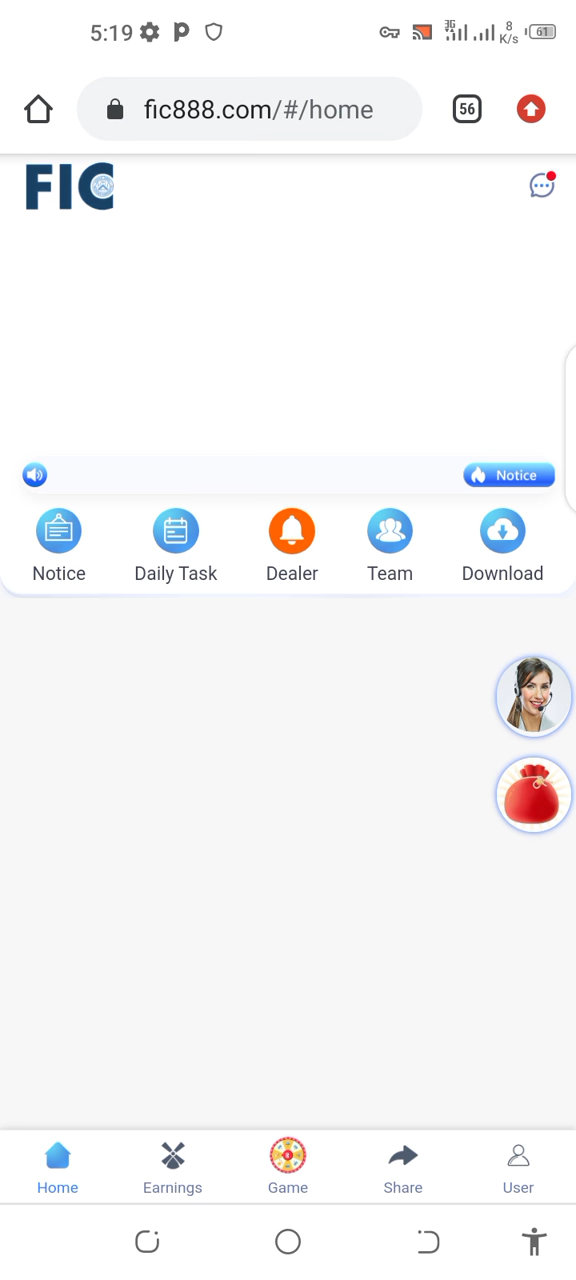 5:19
3G
8
K/s
61
fic888.com/#/home
56
FIC
Notice
Notice
Daily Task
Dealer
Team
Download
Home
Earnings
Game
Share
User